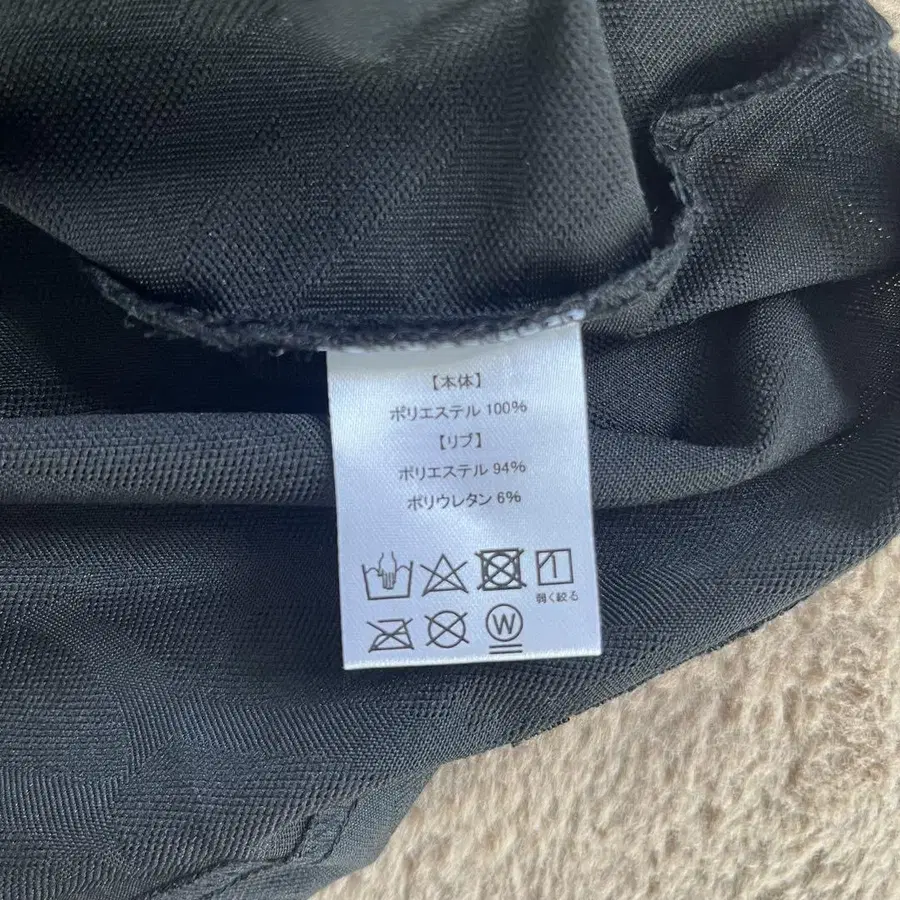 【本体】
ポリエステル 100%
【リブ】
ポリエステル 94%
ポリウレタン 6%
弱く絞る
W